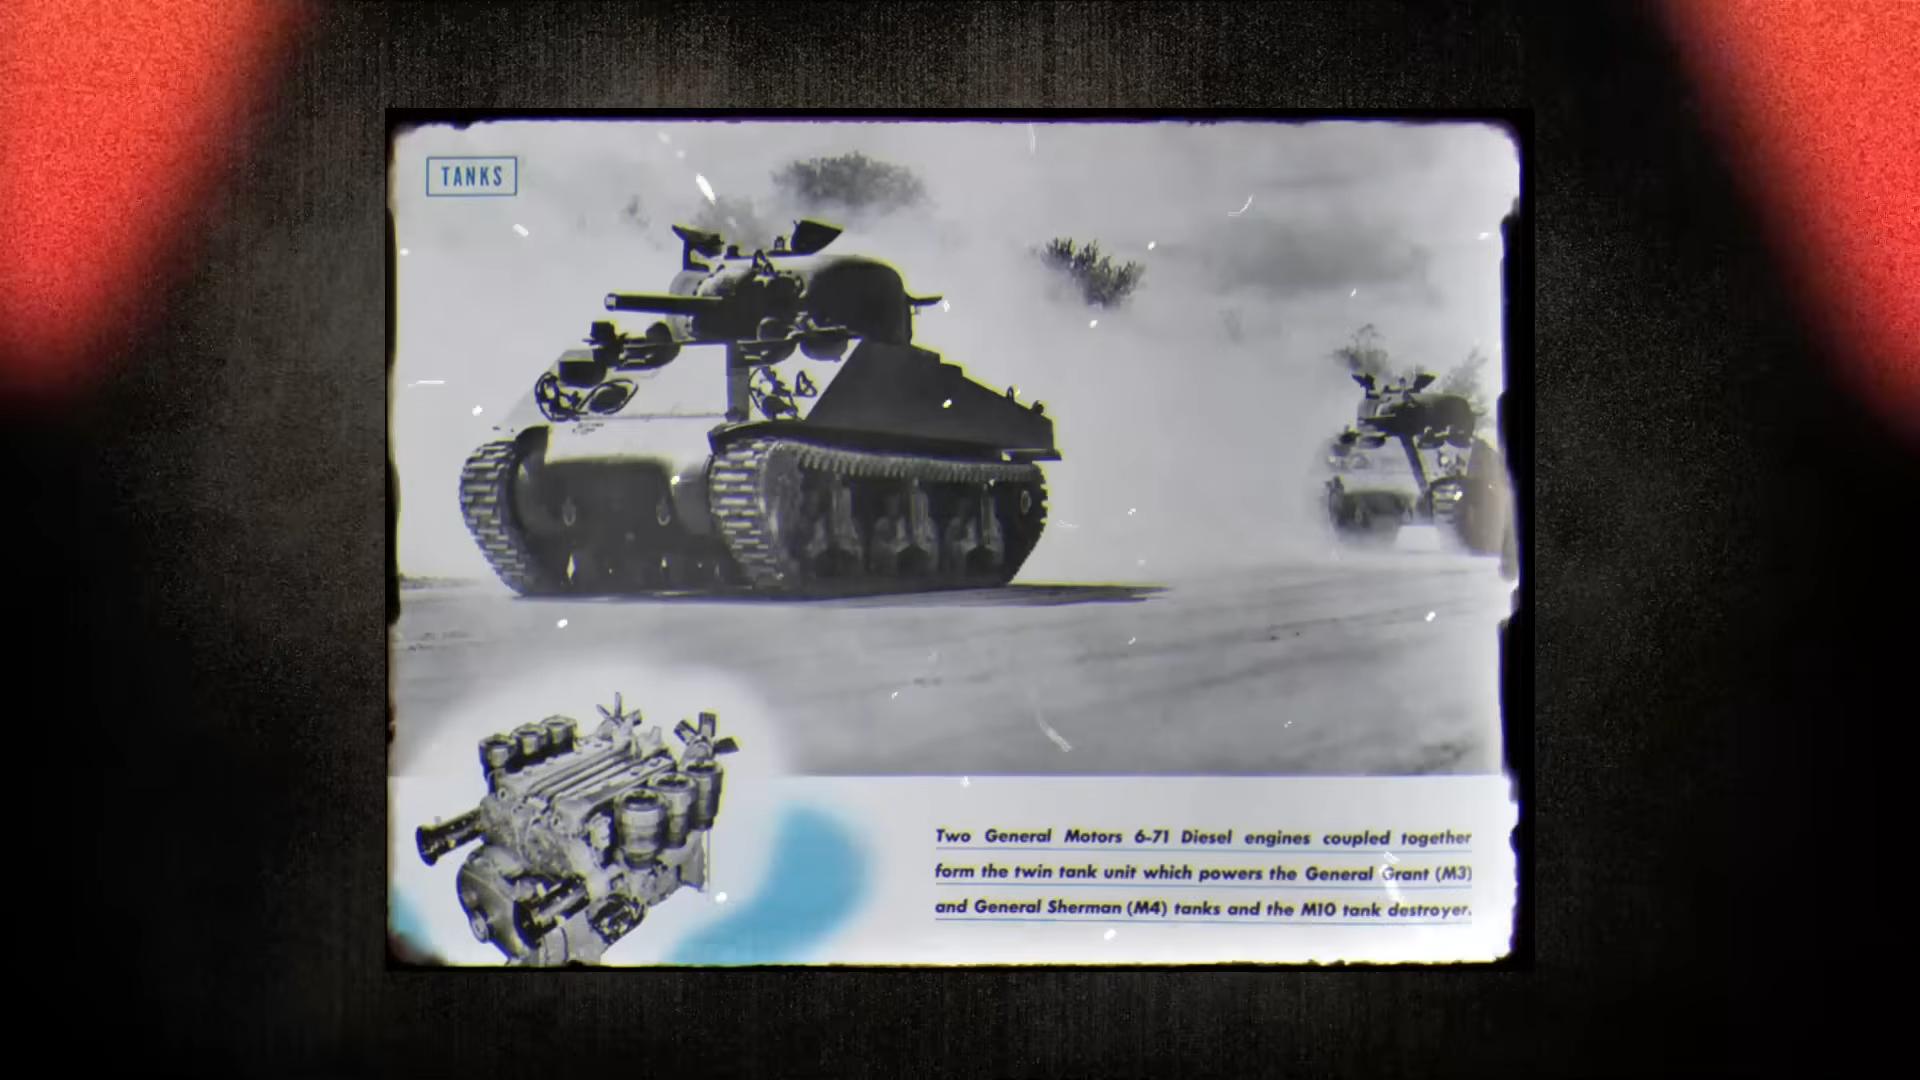 TANKS
Two General Motors 6-71 Diesel engines coupled together
form the twin tank unit which powers the General Grant (M3)
and General Sherman (M4) tanks and the M10 tank destroyer.